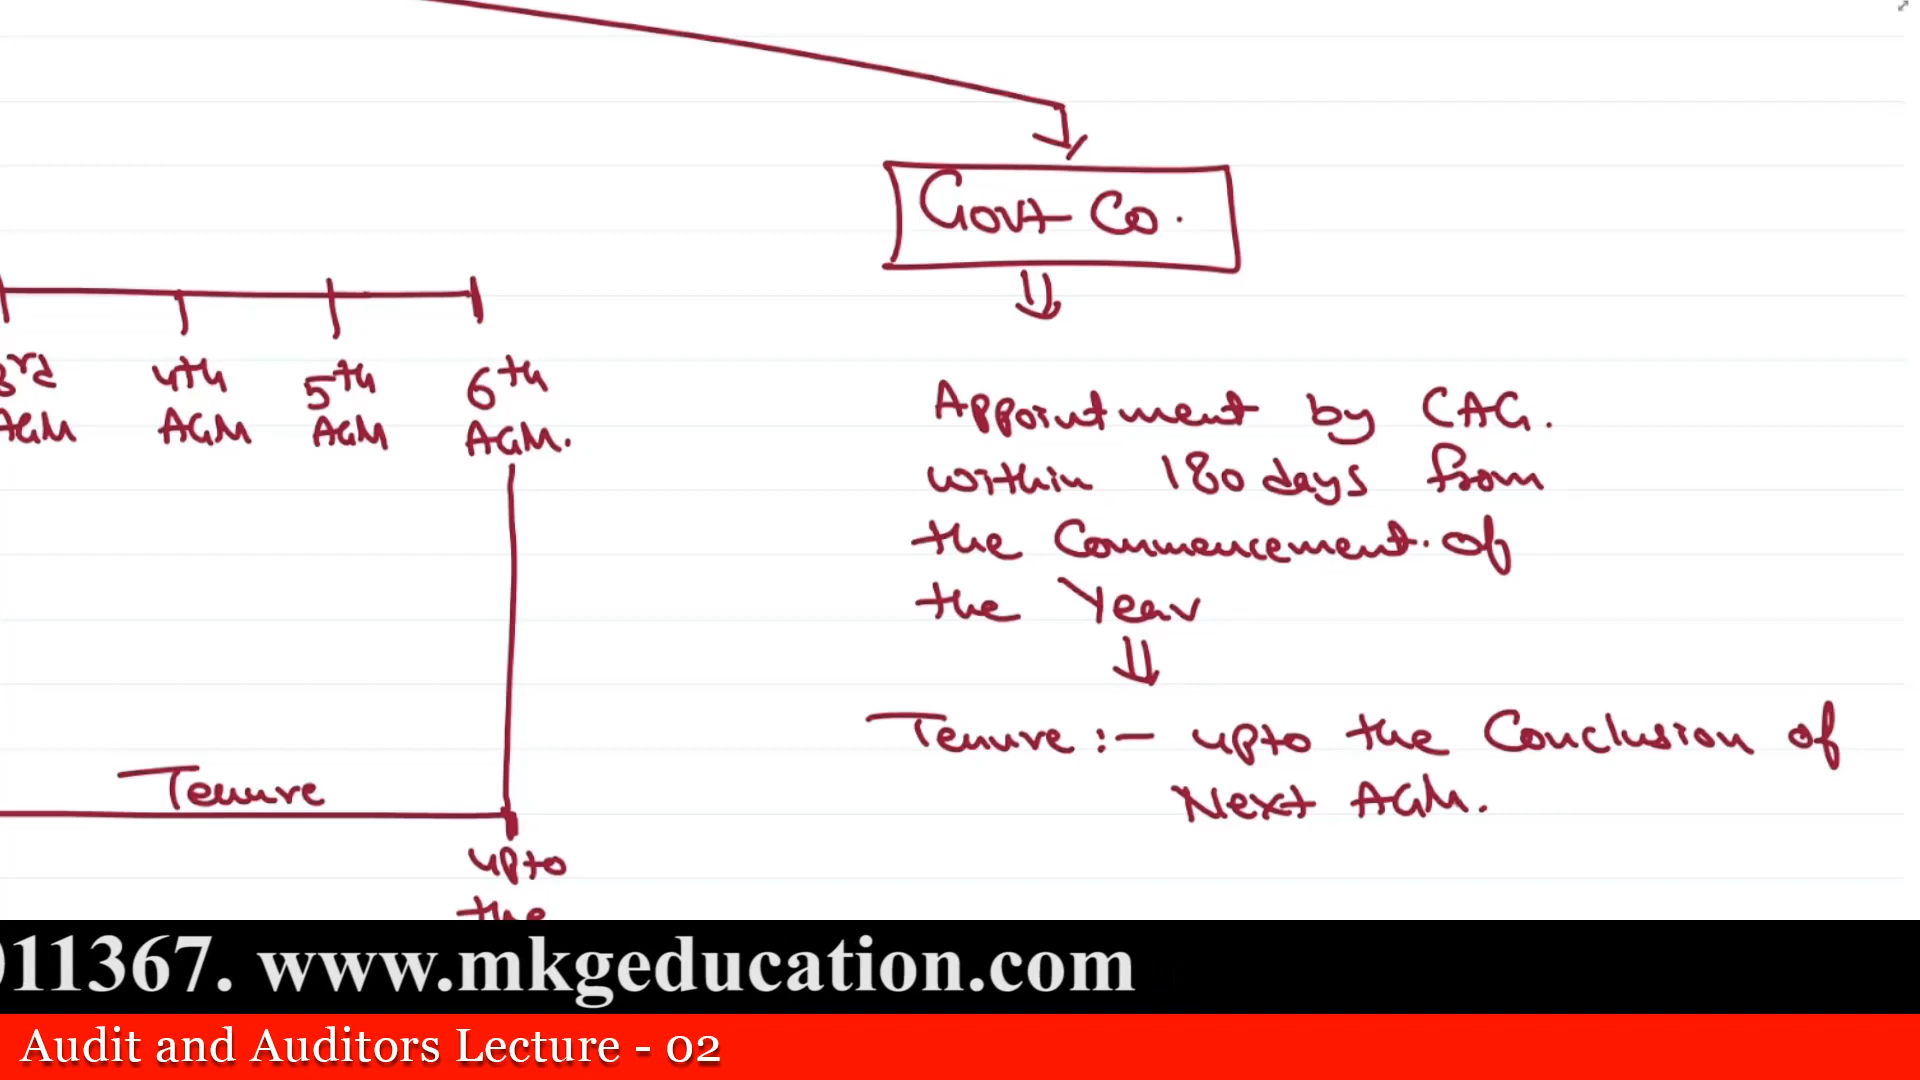 Govt Co.
3rd AGM
4th AGM
5th AGM
6th AGM.
Appointment by CAG.
within 180 days from
the Commencement of
the Year
Tenure :- upto the Conclusion of
Next AGM.
Tenure
upto
the
011367. www.mkgeducation.com
Audit and Auditors Lecture - 02